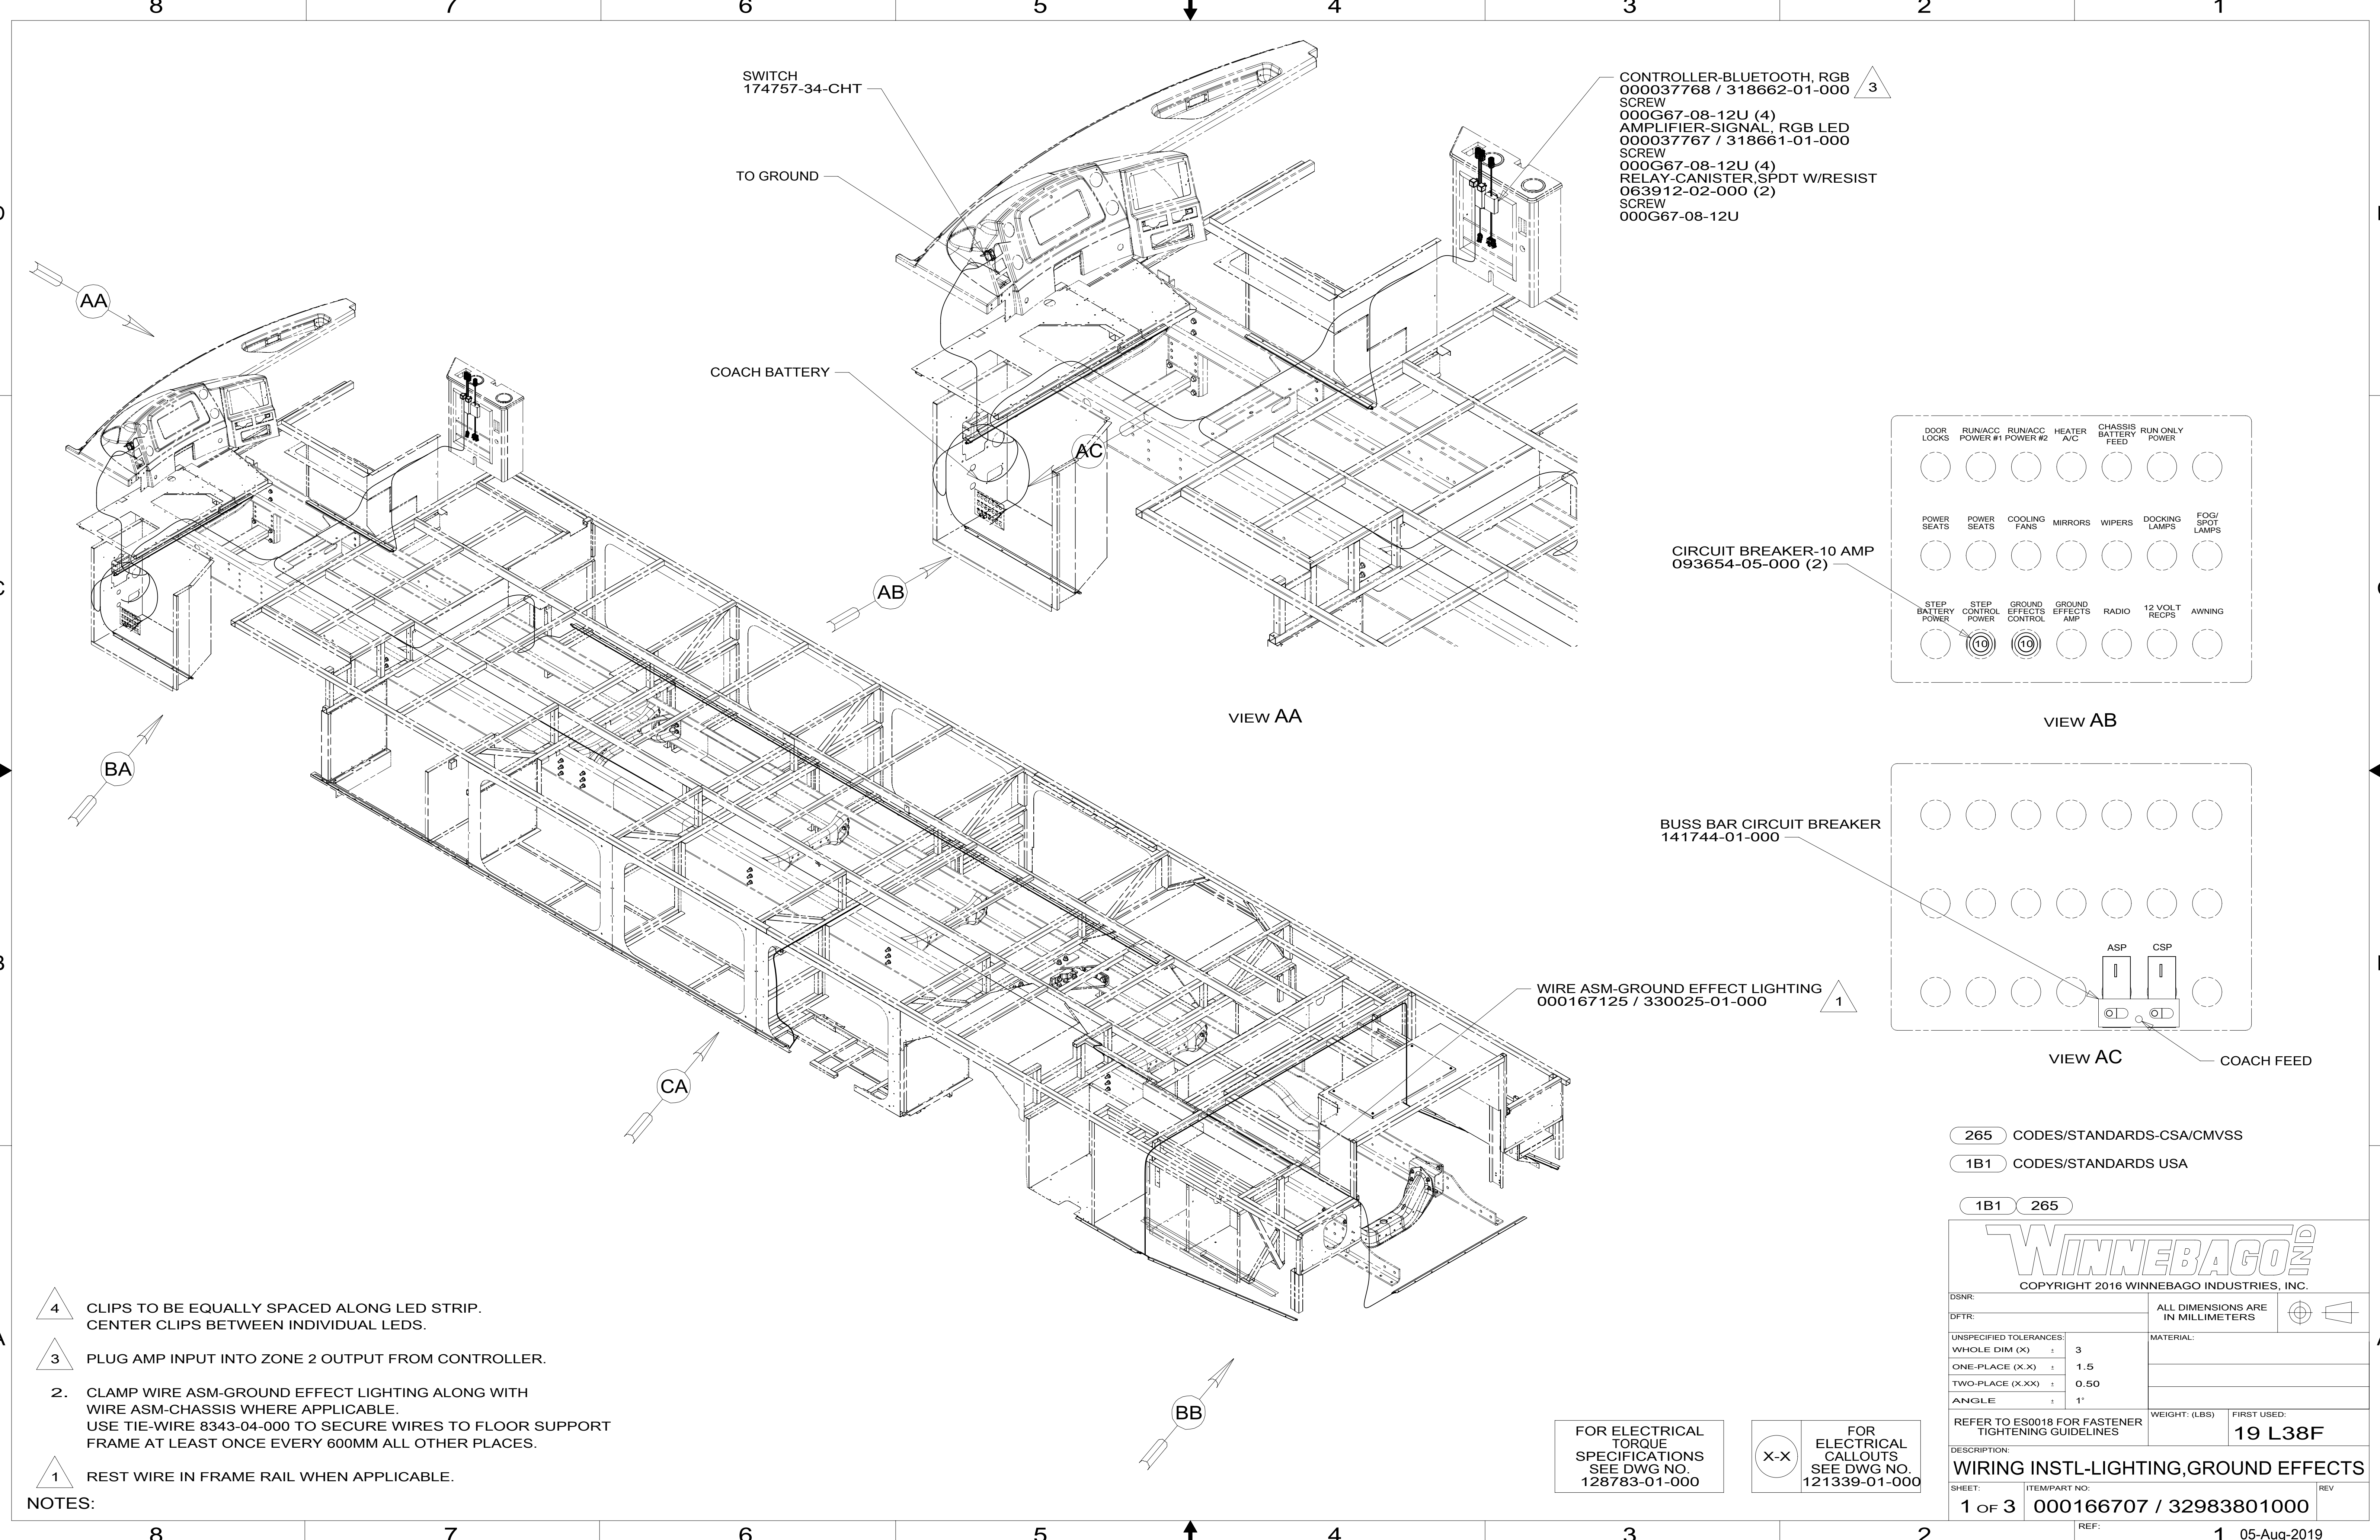 8 7 6 5 4 3 2 1
SWITCH
174757-34-CHT
TO GROUND
COACH BATTERY
CONTROLLER-BLUETOOTH, RGB
000037768 / 318662-01-000
3
SCREW
000G67-08-12U (4)
AMPLIFIER-SIGNAL, RGB LED
000037767 / 318661-01-000
SCREW
000G67-08-12U (4)
RELAY-CANISTER,SPDT W/RESIST
063912-02-000 (2)
SCREW
000G67-08-12U
AA
AC
AB
BA
CA
BB
VIEW AA
DOOR
LOCKS
RUN/ACC
POWER #1
RUN/ACC
POWER #2
HEATER
A/C
CHASSIS
BATTERY
FEED
RUN ONLY
POWER
POWER
SEATS
POWER
SEATS
COOLING
FANS
MIRRORS
WIPERS
DOCKING
LAMPS
FOG/
SPOT
LAMPS
CIRCUIT BREAKER-10 AMP
093654-05-000 (2)
STEP
BATTERY
POWER
STEP
CONTROL
POWER
GROUND
EFFECTS
CONTROL
GROUND
EFFECTS
AMP
RADIO
12 VOLT
RECPS
AWNING
10
10
VIEW AB
BUSS BAR CIRCUIT BREAKER
141744-01-000
ASP
CSP
VIEW AC
COACH FEED
WIRE ASM-GROUND EFFECT LIGHTING
000167125 / 330025-01-000
1
265 CODES/STANDARDS-CSA/CMVSS
1B1 CODES/STANDARDS USA
1B1 265
4 CLIPS TO BE EQUALLY SPACED ALONG LED STRIP.
CENTER CLIPS BETWEEN INDIVIDUAL LEDS.
3 PLUG AMP INPUT INTO ZONE 2 OUTPUT FROM CONTROLLER.
2. CLAMP WIRE ASM-GROUND EFFECT LIGHTING ALONG WITH
WIRE ASM-CHASSIS WHERE APPLICABLE.
USE TIE-WIRE 8343-04-000 TO SECURE WIRES TO FLOOR SUPPORT
FRAME AT LEAST ONCE EVERY 600MM ALL OTHER PLACES.
1 REST WIRE IN FRAME RAIL WHEN APPLICABLE.
NOTES:
FOR ELECTRICAL
TORQUE
SPECIFICATIONS
SEE DWG NO.
128783-01-000
X-X
FOR
ELECTRICAL
CALLOUTS
SEE DWG NO.
121339-01-000
WINNEBAGO IND
COPYRIGHT 2016 WINNEBAGO INDUSTRIES, INC.
DSNR:
DFTR:
ALL DIMENSIONS ARE
IN MILLIMETERS
UNSPECIFIED TOLERANCES:
WHOLE DIM (X) ± 3
ONE-PLACE (X.X) ± 1.5
TWO-PLACE (X.XX) ± 0.50
ANGLE ± 1°
MATERIAL:
REFER TO ES0018 FOR FASTENER
TIGHTENING GUIDELINES
WEIGHT: (LBS)
FIRST USED:
19 L38F
DESCRIPTION:
WIRING INSTL-LIGHTING,GROUND EFFECTS
SHEET:
1 OF 3
ITEM/PART NO:
000166707 / 32983801000
REV
REF:
8 7 6 5 4 3 2 1
05-Aug-2019